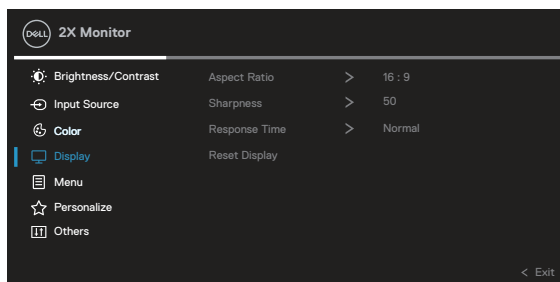 DELL 2X Monitor
Brightness/Contrast Aspect Ratio > 16 : 9
Input Source Sharpness > 50
Color Response Time > Normal
Display Reset Display
Menu
Personalize
Others
< Exit